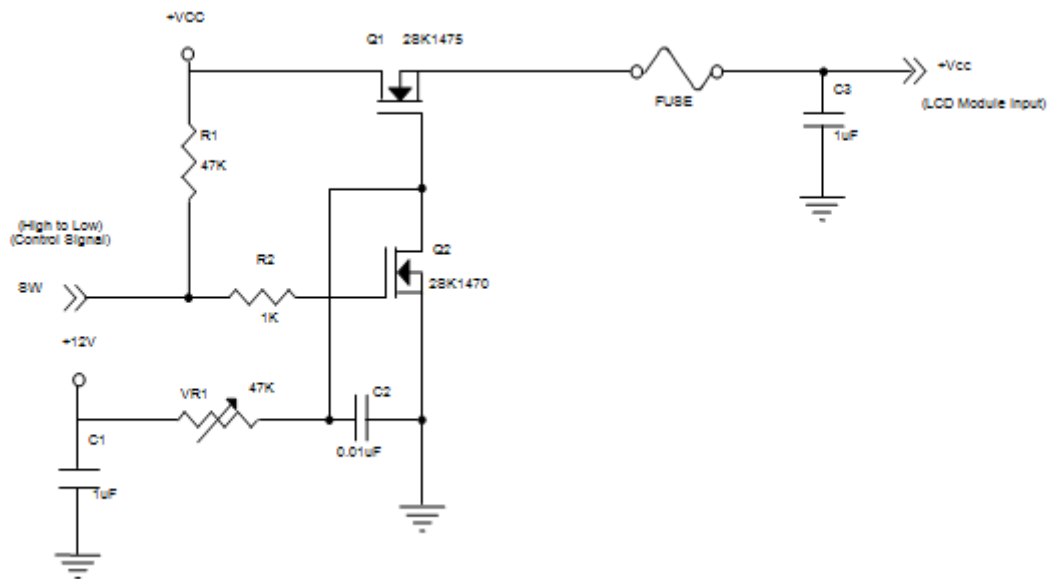 +VCC
Q1 2SK1475
+Vcc
FUSE
C3
(LCD Module Input)
R1
1uF
47K
(High to Low)
(Control Signal)
Q2
R2
SW
2SK1470
1K
+12V
VR1
47K
C2
C1
0.01uF
1uF